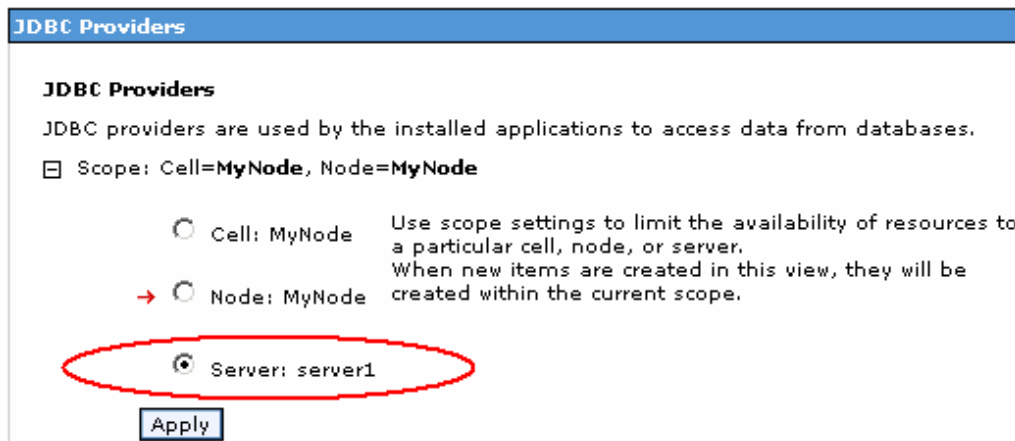 JDBC Providers
JDBC Providers
JDBC providers are used by the installed applications to access data from databases.
Scope: Cell=MyNode, Node=MyNode
Cell: MyNode
Use scope settings to limit the availability of resources to
a particular cell, node, or server.
When new items are created in this view, they will be
created within the current scope.
Node: MyNode
Server: server1
Apply